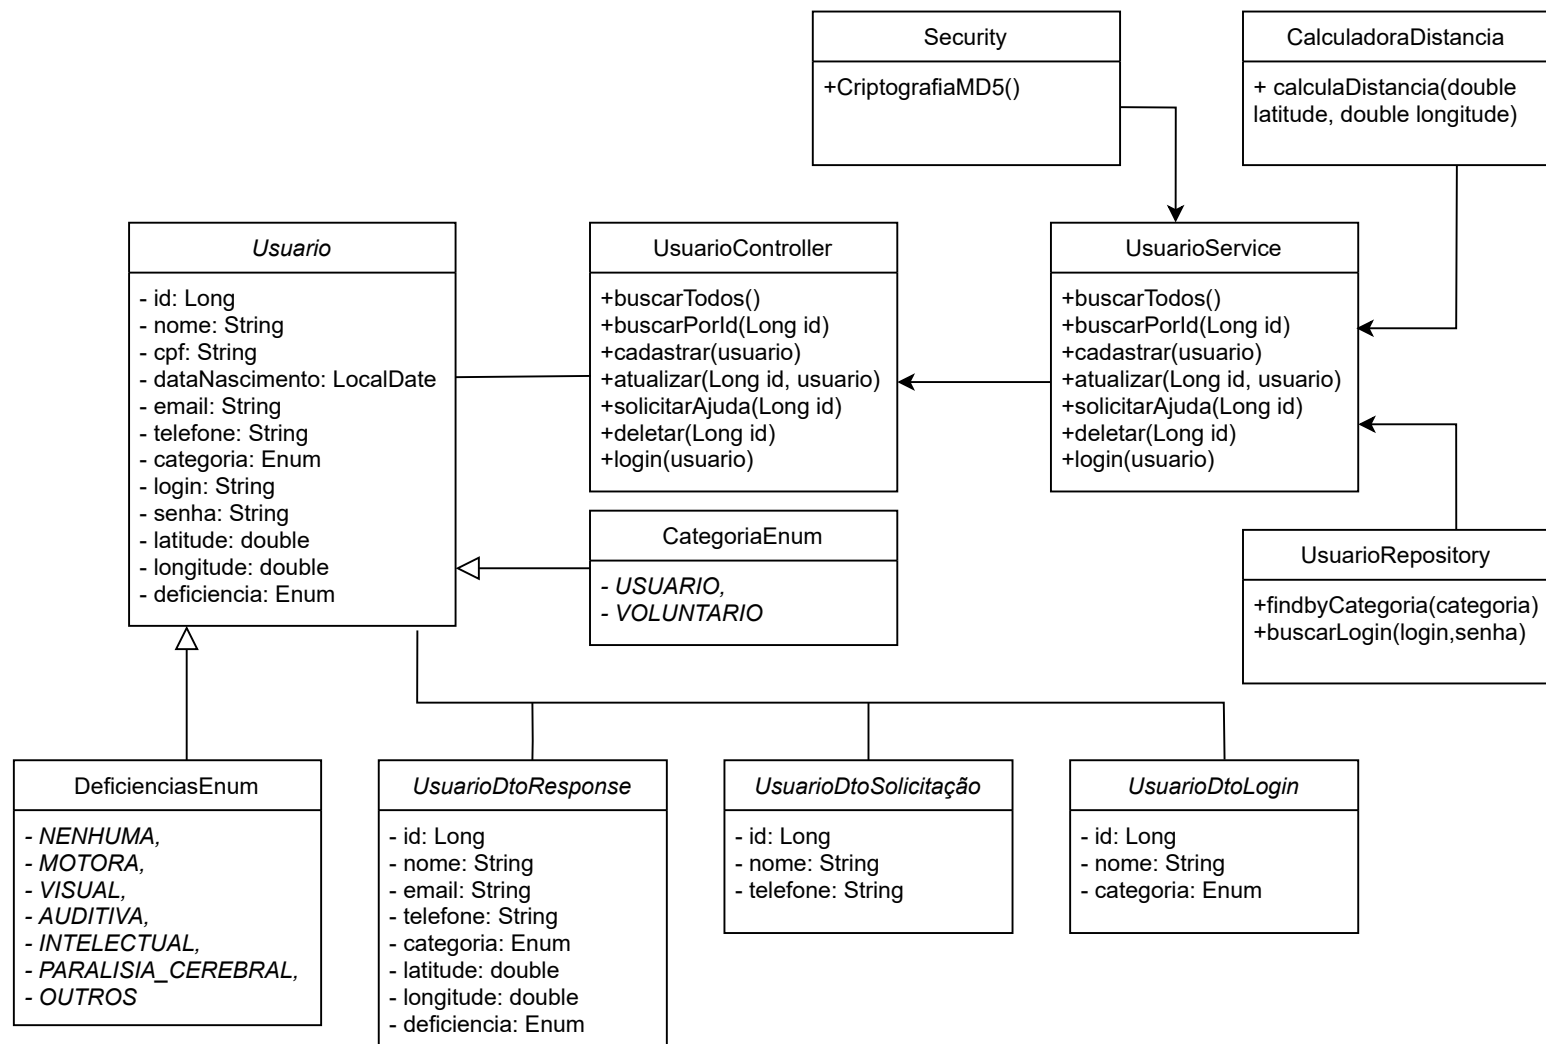 Security
+CriptografiaMD5()
CalculadoraDistancia
+ calculaDistancia(double
latitude, double longitude)
Usuario
- id: Long
- nome: String
- cpf: String
- dataNascimento: LocalDate
- email: String
- telefone: String
- categoria: Enum
- login: String
- senha: String
- latitude: double
- longitude: double
- deficiencia: Enum
UsuarioController
+buscarTodos()
+buscarPorId(Long id)
+cadastrar(usuario)
+atualizar(Long id, usuario)
+solicitarAjuda(Long id)
+deletar(Long id)
+login(usuario)
UsuarioService
+buscarTodos()
+buscarPorId(Long id)
+cadastrar(usuario)
+atualizar(Long id, usuario)
+solicitarAjuda(Long id)
+deletar(Long id)
+login(usuario)
CategoriaEnum
- USUARIO,
- VOLUNTARIO
UsuarioRepository
+findbyCategoria(categoria)
+buscarLogin(login,senha)
DeficienciasEnum
- NENHUMA,
- MOTORA,
- VISUAL,
- AUDITIVA,
- INTELECTUAL,
- PARALISIA_CEREBRAL,
- OUTROS
UsuarioDtoResponse
- id: Long
- nome: String
- email: String
- telefone: String
- categoria: Enum
- latitude: double
- longitude: double
- deficiencia: Enum
UsuarioDtoSolicitação
- id: Long
- nome: String
- telefone: String
UsuarioDtoLogin
- id: Long
- nome: String
- categoria: Enum